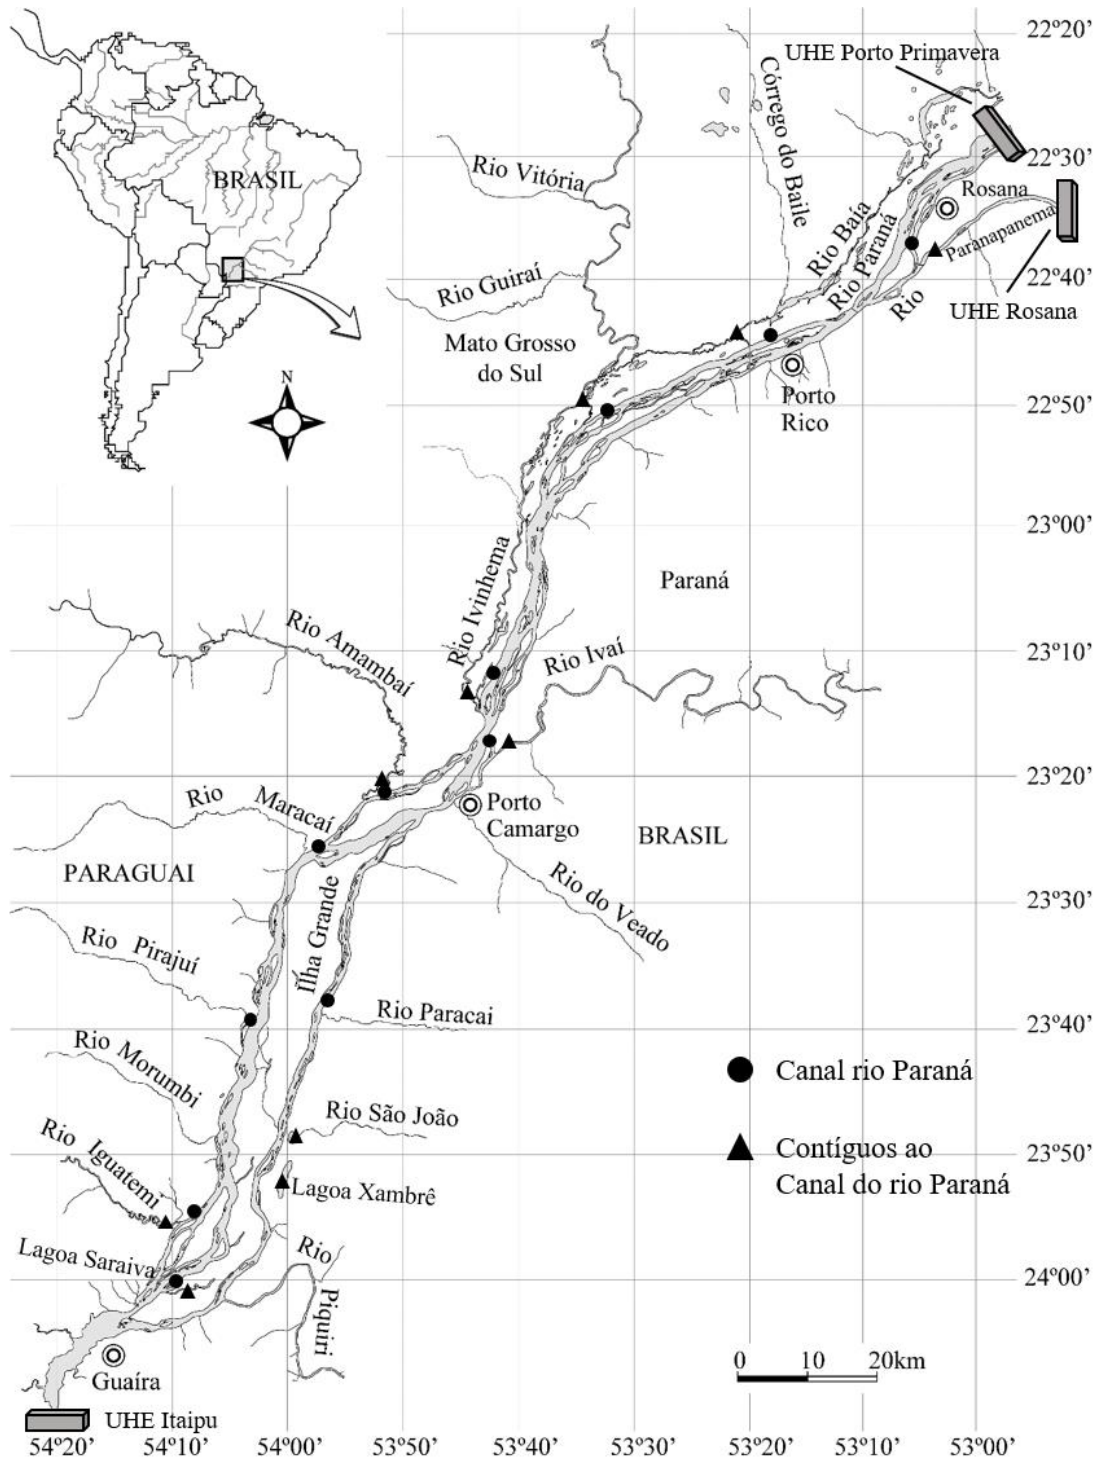 22º20'
UHE Porto Primavera
Córrego do Baile
BRASIL
22º30'
Rio Vitória
Rosana
Paranapanema
Rio Baía
Rio Paraná
22º40'
Rio Guiraí
Rio
UHE Rosana
Mato Grosso
do Sul
N
Porto
Rico
22º50'
23º00'
Rio Ivinhema
Paraná
Rio Amambaí
Rio Ivaí
23º10'
23º20'
Rio Maracaí
Porto
Camargo
BRASIL
PARAGUAI
Rio do Veado
23º30'
Ilha Grande
Rio Pirajuí
Rio Paracai
23º40'
Rio Morumbi
Canal rio Paraná
Rio São João
Rio Iguatemi
Contíguos ao
Canal do rio Paraná
23º50'
Lagoa Xambrê
Lagoa Saraiva
Rio Piquiri
24º00'
0 10 20km
Guaíra
UHE Itaipu
54º20' 54º10' 54º00' 53º50' 53º40' 53º30' 53º20' 53º10' 53º00'